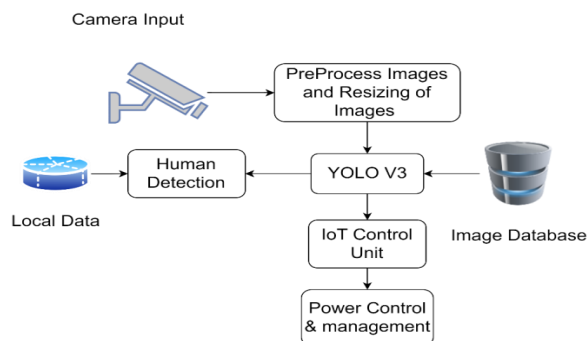 Camera Input
PreProcess Images
and Resizing of
Images
Human
Detection
YOLO V3
Local Data
IoT Control
Unit
Image Database
Power Control
& management